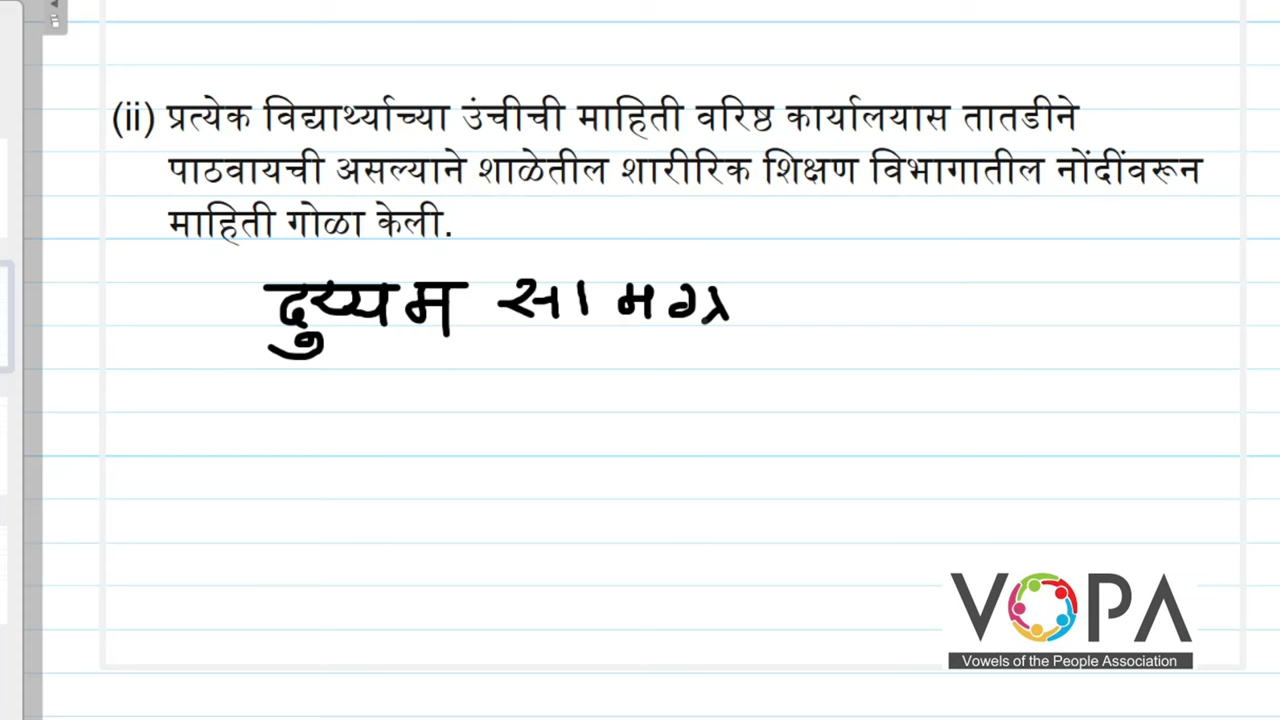 (ii) प्रत्येक विद्यार्थ्याच्या उंचीची माहिती वरिष्ठ कार्यालयास तातडीने
पाठवायची असल्याने शाळेतील शारीरिक शिक्षण विभागातील नोंदींवरून
माहिती गोळा केली.
दुय्यम सामग्र
VOPA
Vowels of the People Association